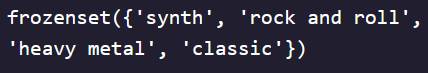 frozenset({'synth', 'rock and roll',
'heavy metal', 'classic'})